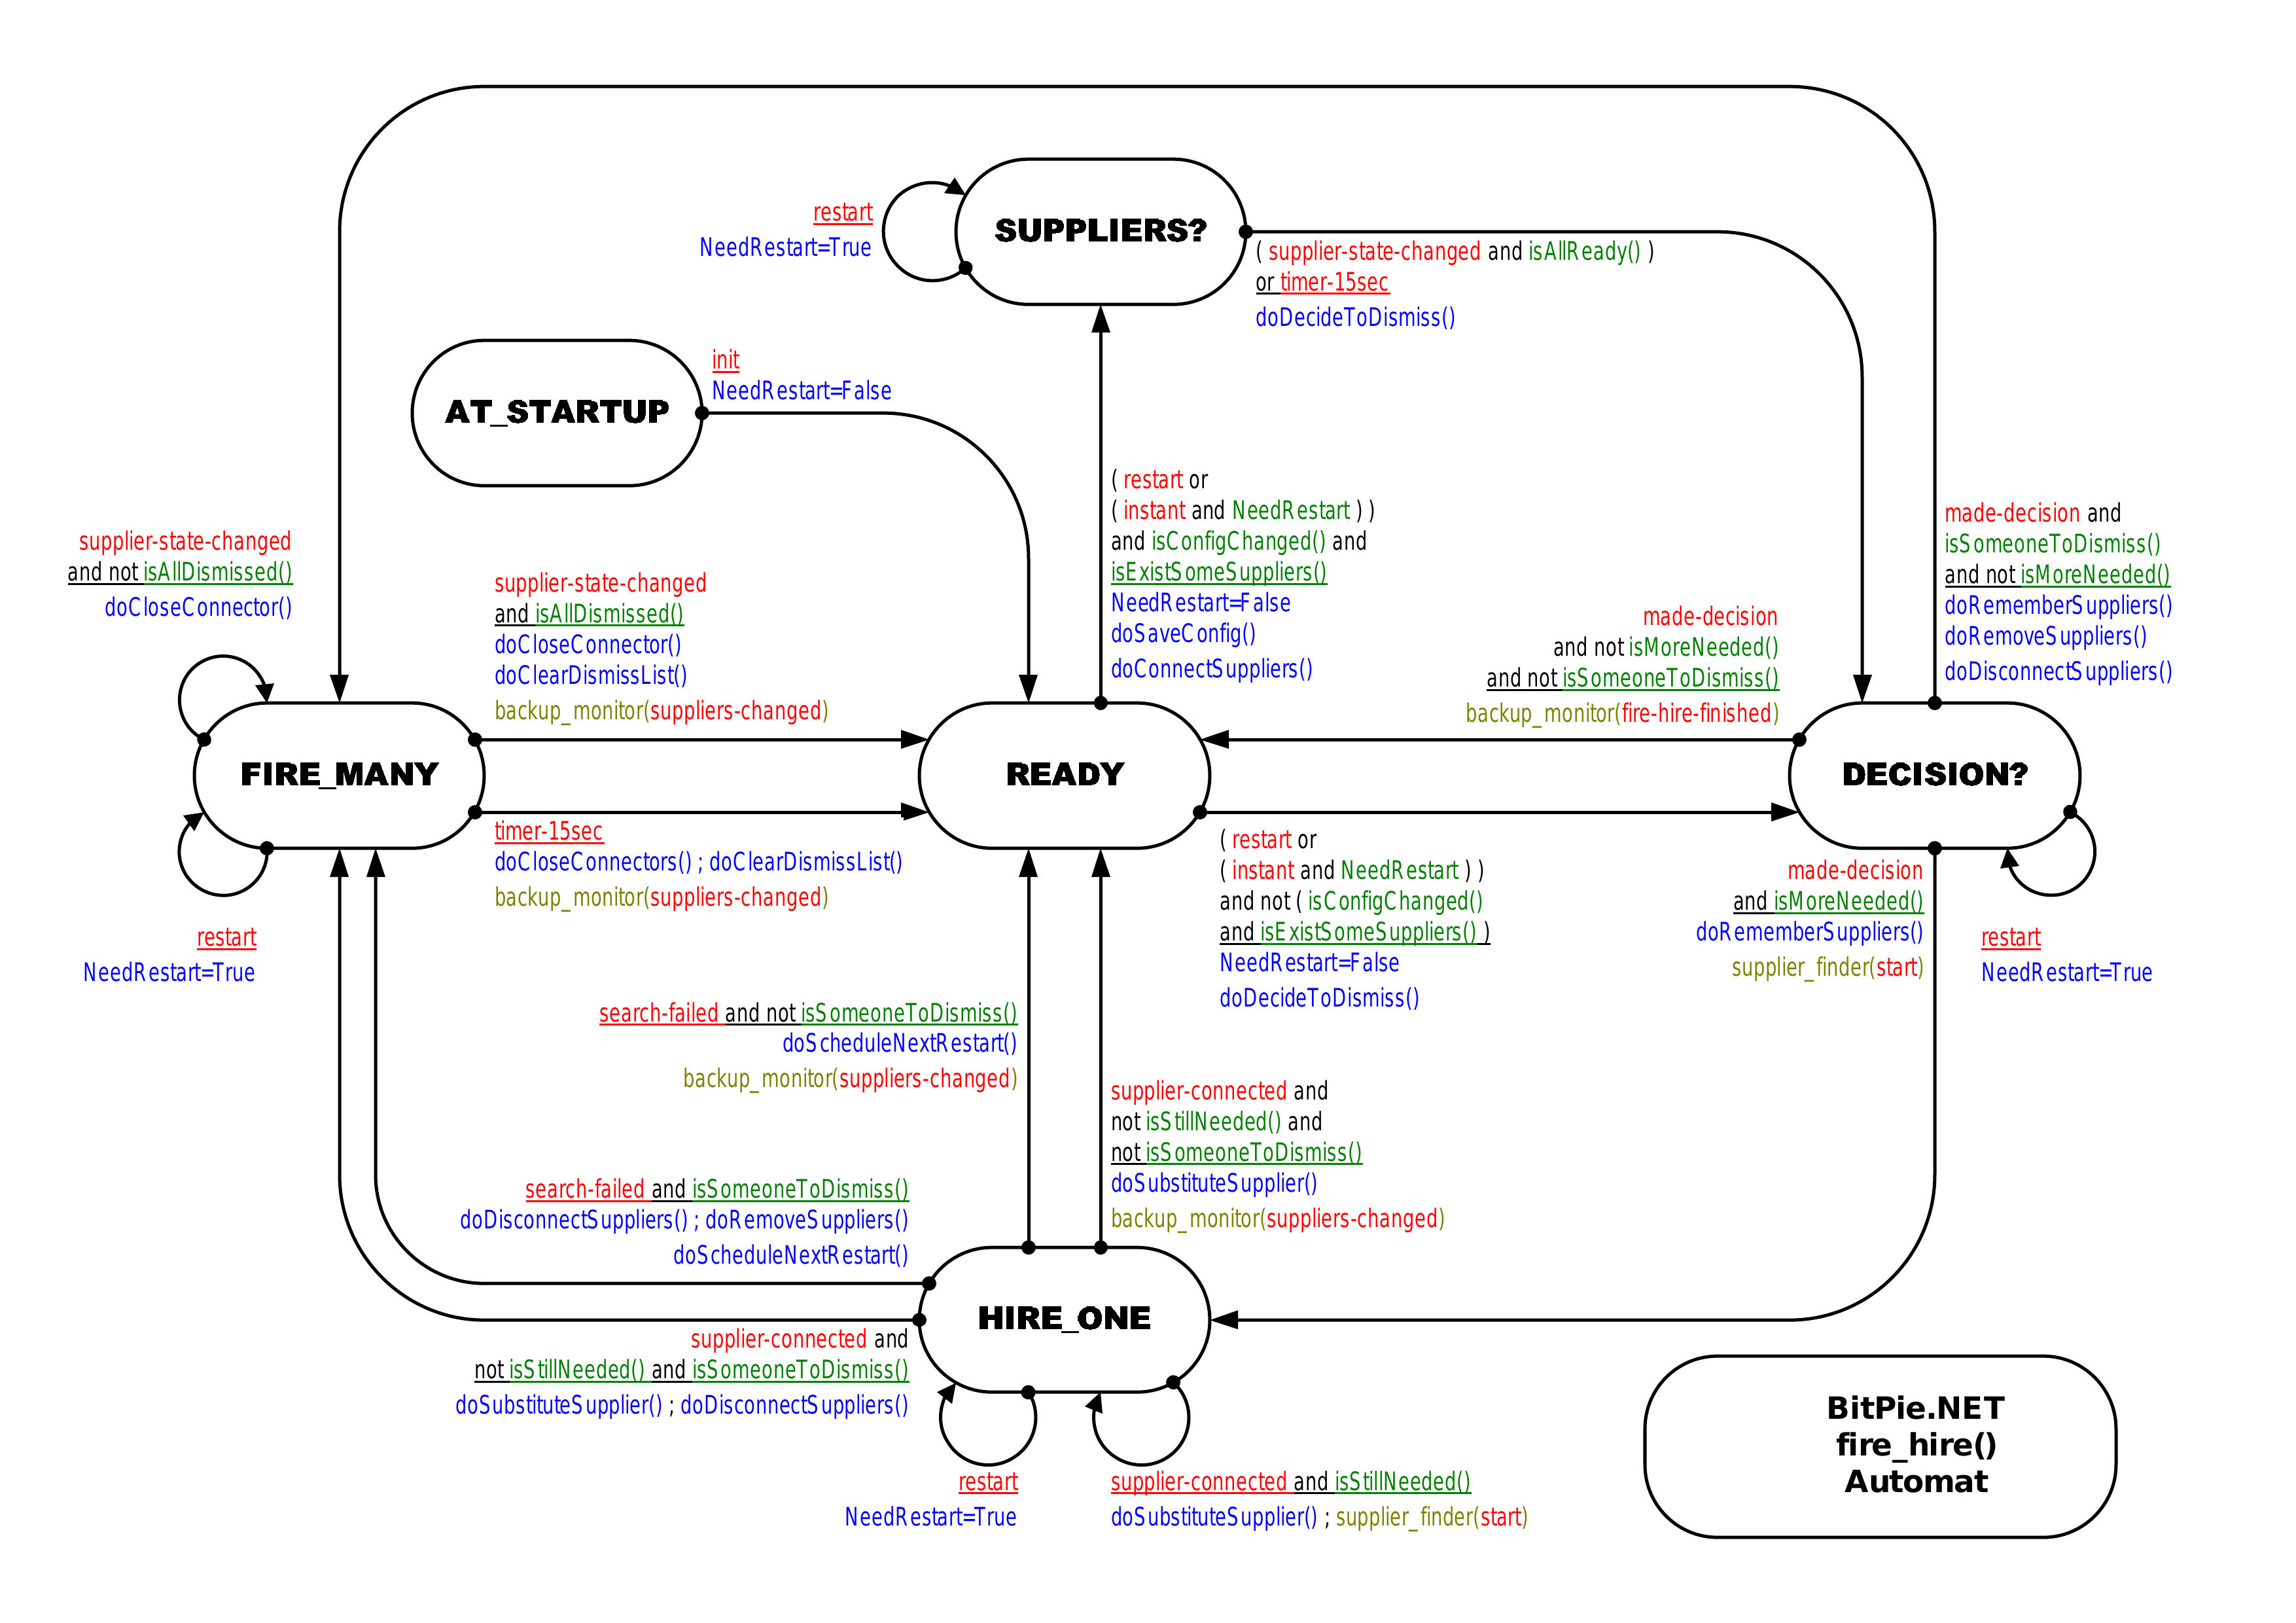 restart
NeedRestart=True
SUPPLIERS?
( supplier-state-changed and isAllReady() )
or timer-15sec
doDecideToDismiss()
AT_STARTUP
init
NeedRestart=False
supplier-state-changed
and not isAllDismissed()
doCloseConnector()
supplier-state-changed
and isAllDismissed()
doCloseConnector()
doClearDismissList()
backup_monitor(suppliers-changed)
( restart or
( instant and NeedRestart ) )
and isConfigChanged() and
isExistSomeSuppliers()
NeedRestart=False
doSaveConfig()
doConnectSuppliers()
made-decision
and not isMoreNeeded()
and not isSomeoneToDismiss()
backup_monitor(fire-hire-finished)
made-decision and
isSomeoneToDismiss()
and not isMoreNeeded()
doRememberSuppliers()
doRemoveSuppliers()
doDisconnectSuppliers()
FIRE_MANY
READY
DECISION?
restart
NeedRestart=True
timer-15sec
doCloseConnectors() ; doClearDismissList()
backup_monitor(suppliers-changed)
( restart or
( instant and NeedRestart ) )
and not ( isConfigChanged()
and isExistSomeSuppliers() )
NeedRestart=False
doDecideToDismiss()
made-decision
and isMoreNeeded()
doRememberSuppliers()
supplier_finder(start)
restart
NeedRestart=True
search-failed and not isSomeoneToDismiss()
doScheduleNextRestart()
backup_monitor(suppliers-changed)
supplier-connected and
not isStillNeeded() and
not isSomeoneToDismiss()
doSubstituteSupplier()
backup_monitor(suppliers-changed)
search-failed and isSomeoneToDismiss()
doDisconnectSuppliers() ; doRemoveSuppliers()
doScheduleNextRestart()
HIRE_ONE
supplier-connected and
not isStillNeeded() and isSomeoneToDismiss()
doSubstituteSupplier() ; doDisconnectSuppliers()
restart
NeedRestart=True
supplier-connected and isStillNeeded()
doSubstituteSupplier() ; supplier_finder(start)
BitPie.NET
fire_hire()
Automat